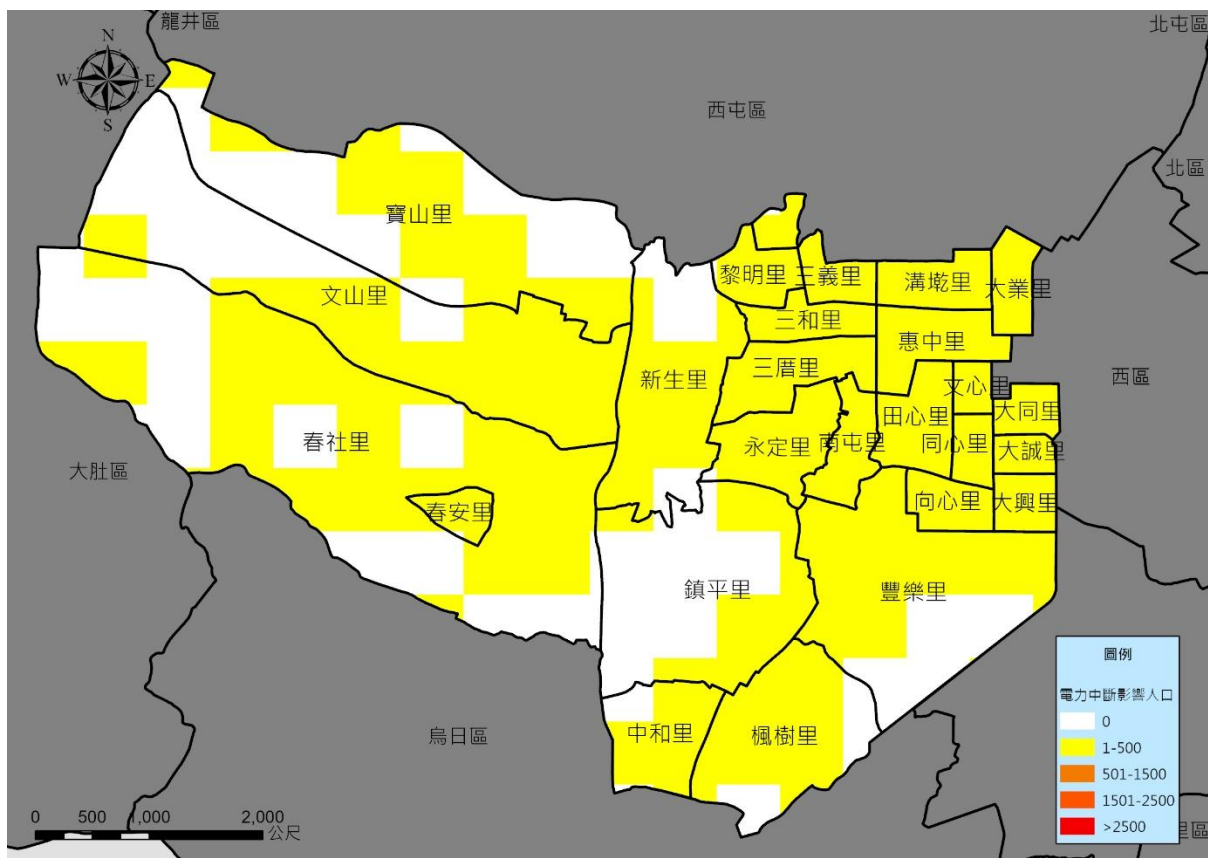 龍井區
北屯區
N
W
E
S
西屯區
北區
寶山里
黎明里
三義里
溝墘里
大業里
文山里
三和里
惠中里
三厝里
新生里
文心里
西區
大同里
田心里
春社里
永定里
南屯里
同心里
大誠里
大肚區
春安里
向心里
大興里
鎮平里
豐樂里
圖例
電力中斷影響人口
0
1-500
501-1500
1501-2500
>2500
烏日區
中和里
楓樹里
0 500 1,000 2,000
公尺
里區